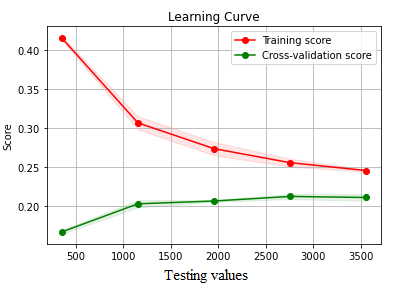 Learning Curve
Training score
Cross-validation score
0.40
0.35
0.30
0.25
0.20
Score
500 1000 1500 2000 2500 3000 3500
Testing values